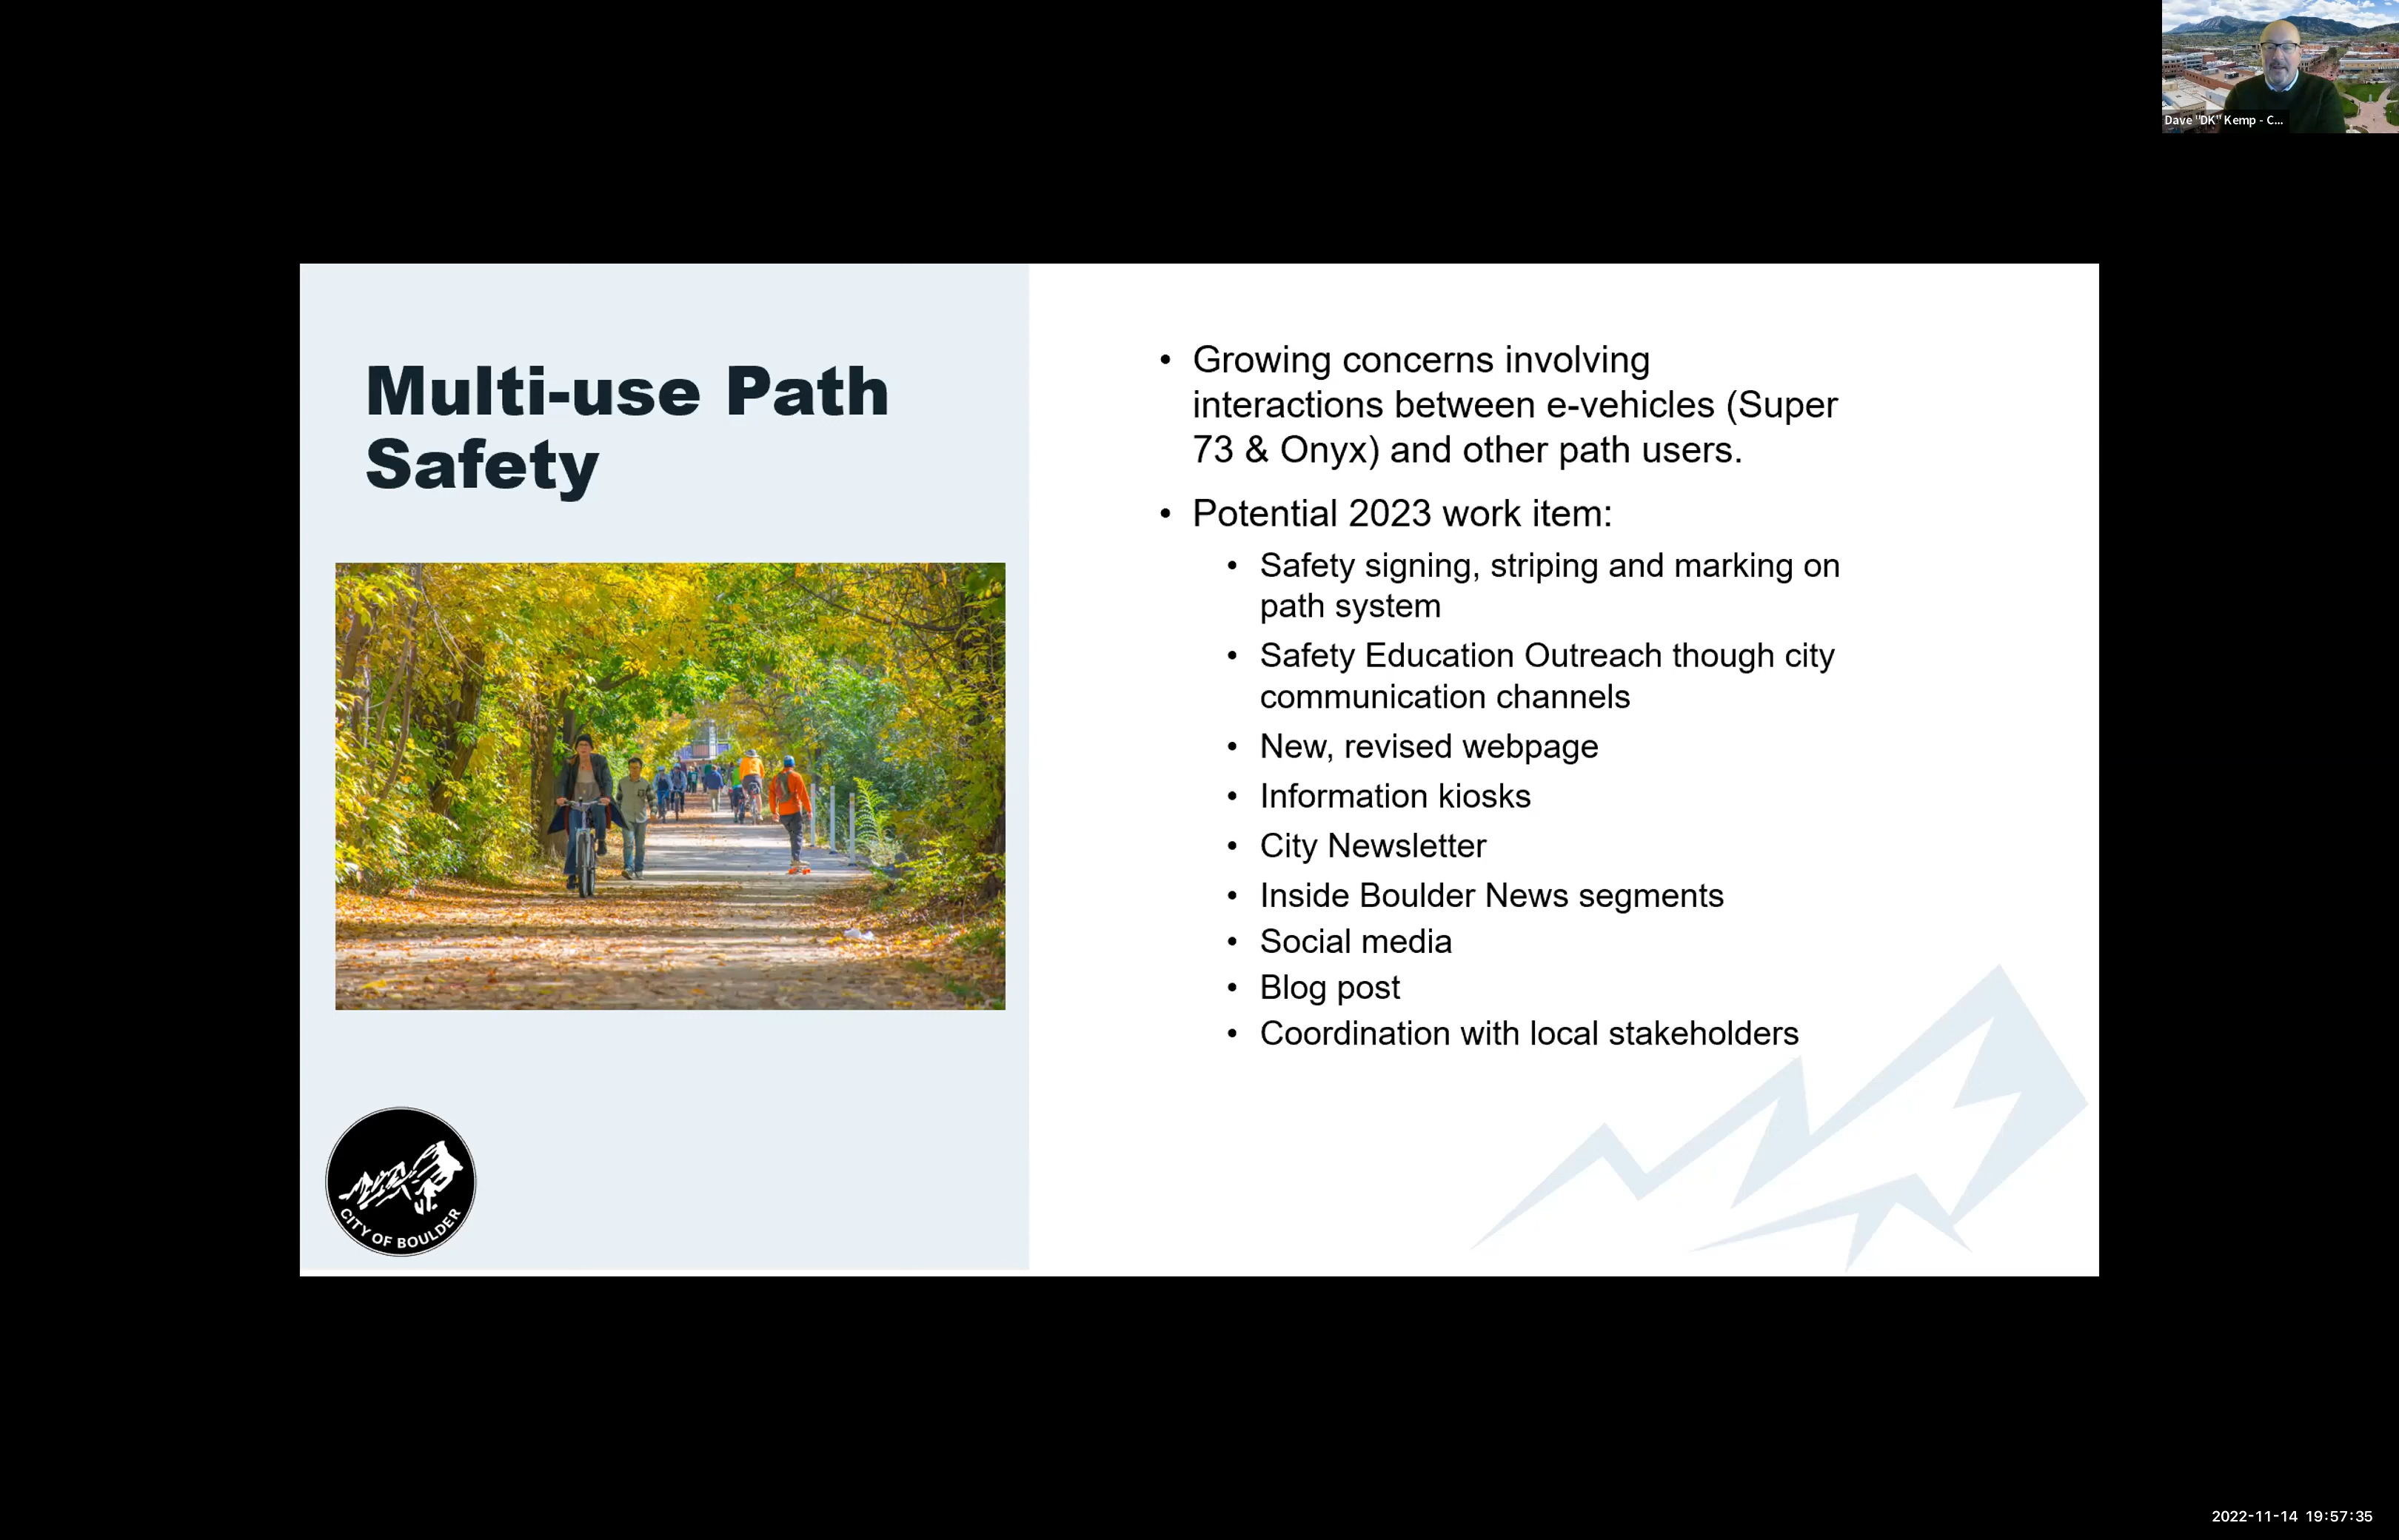 Dave "DK" Kemp - C...
Multi-use Path
Safety
CITY OF BOULDER
• Growing concerns involving
interactions between e-vehicles (Super
73 & Onyx) and other path users.
• Potential 2023 work item:
• Safety signing, striping and marking on
path system
• Safety Education Outreach though city
communication channels
• New, revised webpage
• Information kiosks
• City Newsletter
• Inside Boulder News segments
• Social media
• Blog post
• Coordination with local stakeholders
2022-11-14 19:57:35